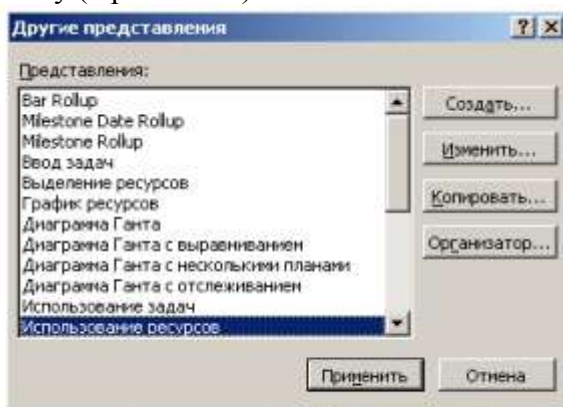 Другие представления
Представления:
Bar Rollup
Milestone Date Rollup
Milestone Rollup
Ввод задач
Выделение ресурсов
График ресурсов
Диаграмма Ганта
Диаграмма Ганта с выравниванием
Диаграмма Ганта с несколькими планами
Диаграмма Ганта с отслеживанием
Использование задач
Использование ресурсов
Создать...
Изменить...
Копировать...
Организатор...
Применить
Отмена